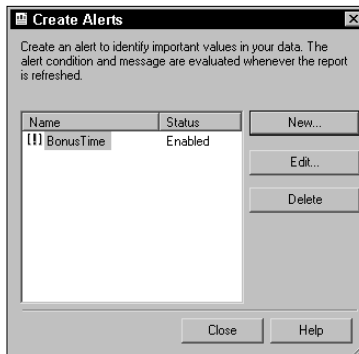 Create Alerts
Create an alert to identify important values in your data. The
alert condition and message are evaluated whenever the report
is refreshed.
Name Status
[!] BonusTime Enabled
New...
Edit...
Delete
Close Help